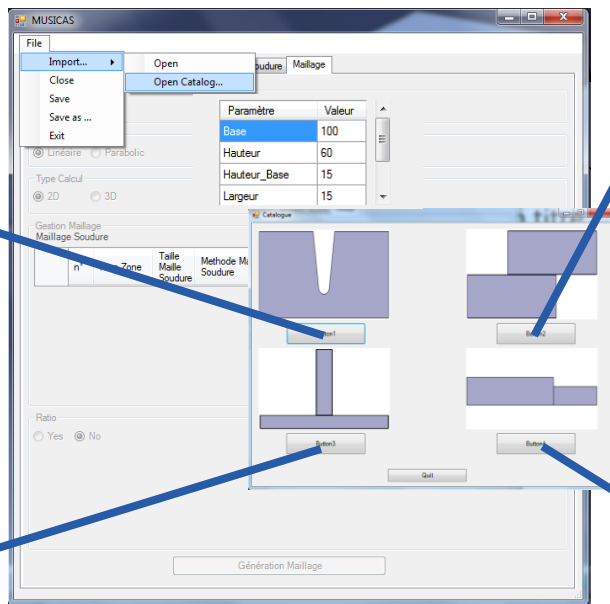 MUSICAS
File
Import...
Open
Close
Open Catalog...
Save
Save as ...
Exit
oudure
Maillage
Paramètre Valeur
Base 100
Hauteur 60
Hauteur_Base 15
Largeur 15
Linéaire Parabolic
Type Calcul
2D 3D
Gestion Maillage
Maillage Soudure
n° Zone
Taille Maille Soudure
Methode Ma
Soudure
Catalogue
à titre
Button2
Button3
Quit
Ratio
Yes No
Génération Maillage